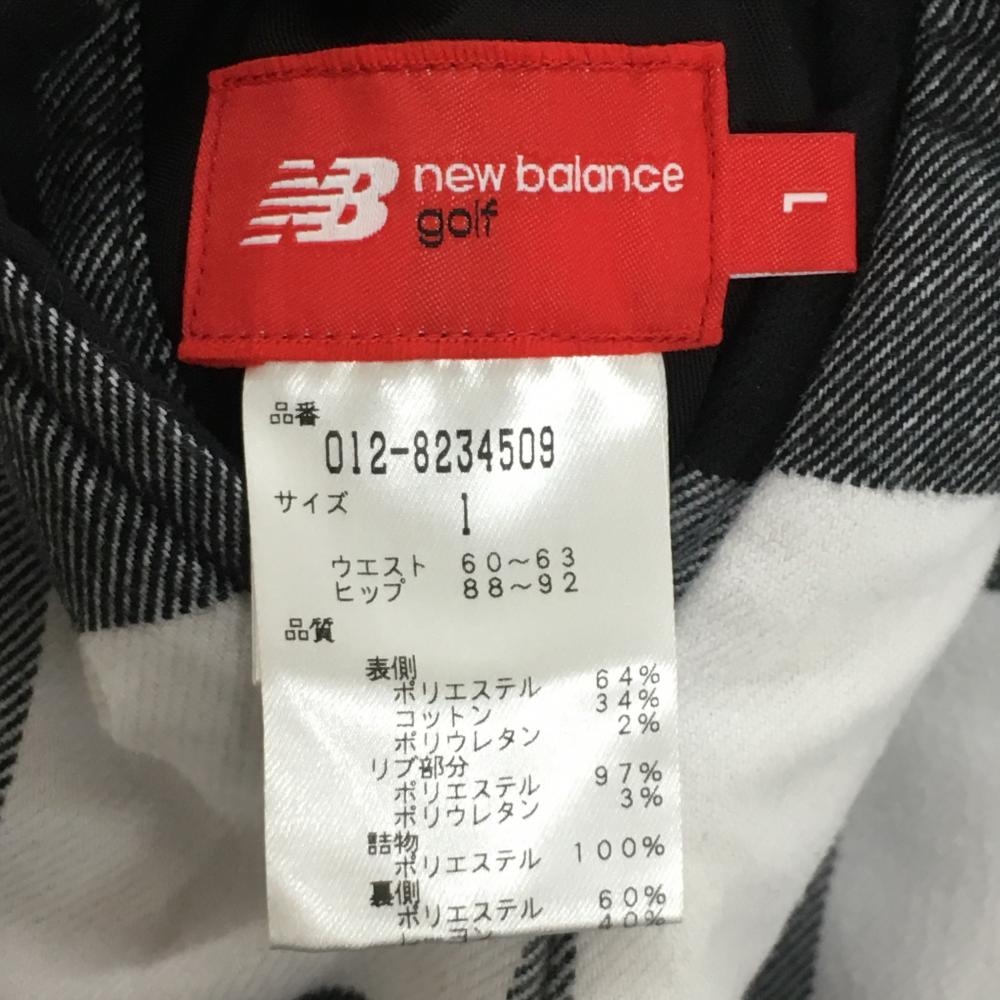 NB new balance
golf
1
品番
012-8234509
サイズ 1
ウエスト 60~63
ヒップ 88~92
品質
表側
ポリエステル 64%
コットン 34%
ポリウレタン 2%
リブ部分
ポリエステル 97%
ポリウレタン 3%
詰物
ポリエステル 100%
裏側
ポリエステル 60%
40%